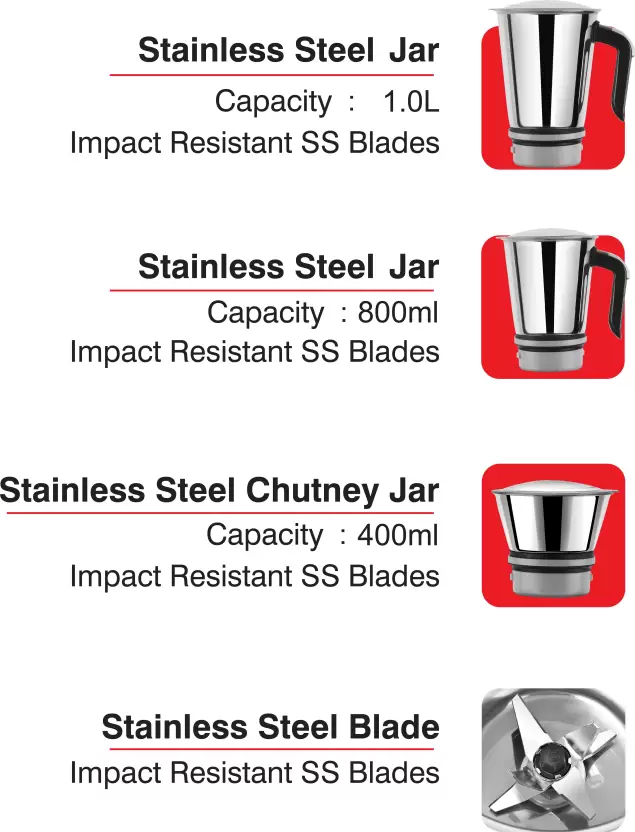 Stainless Steel Jar
Capacity : 1.0L
Impact Resistant SS Blades
Stainless Steel Jar
Capacity : 800ml
Impact Resistant SS Blades
Stainless Steel Chutney Jar
Capacity : 400ml
Impact Resistant SS Blades
Stainless Steel Blade
Impact Resistant SS Blades